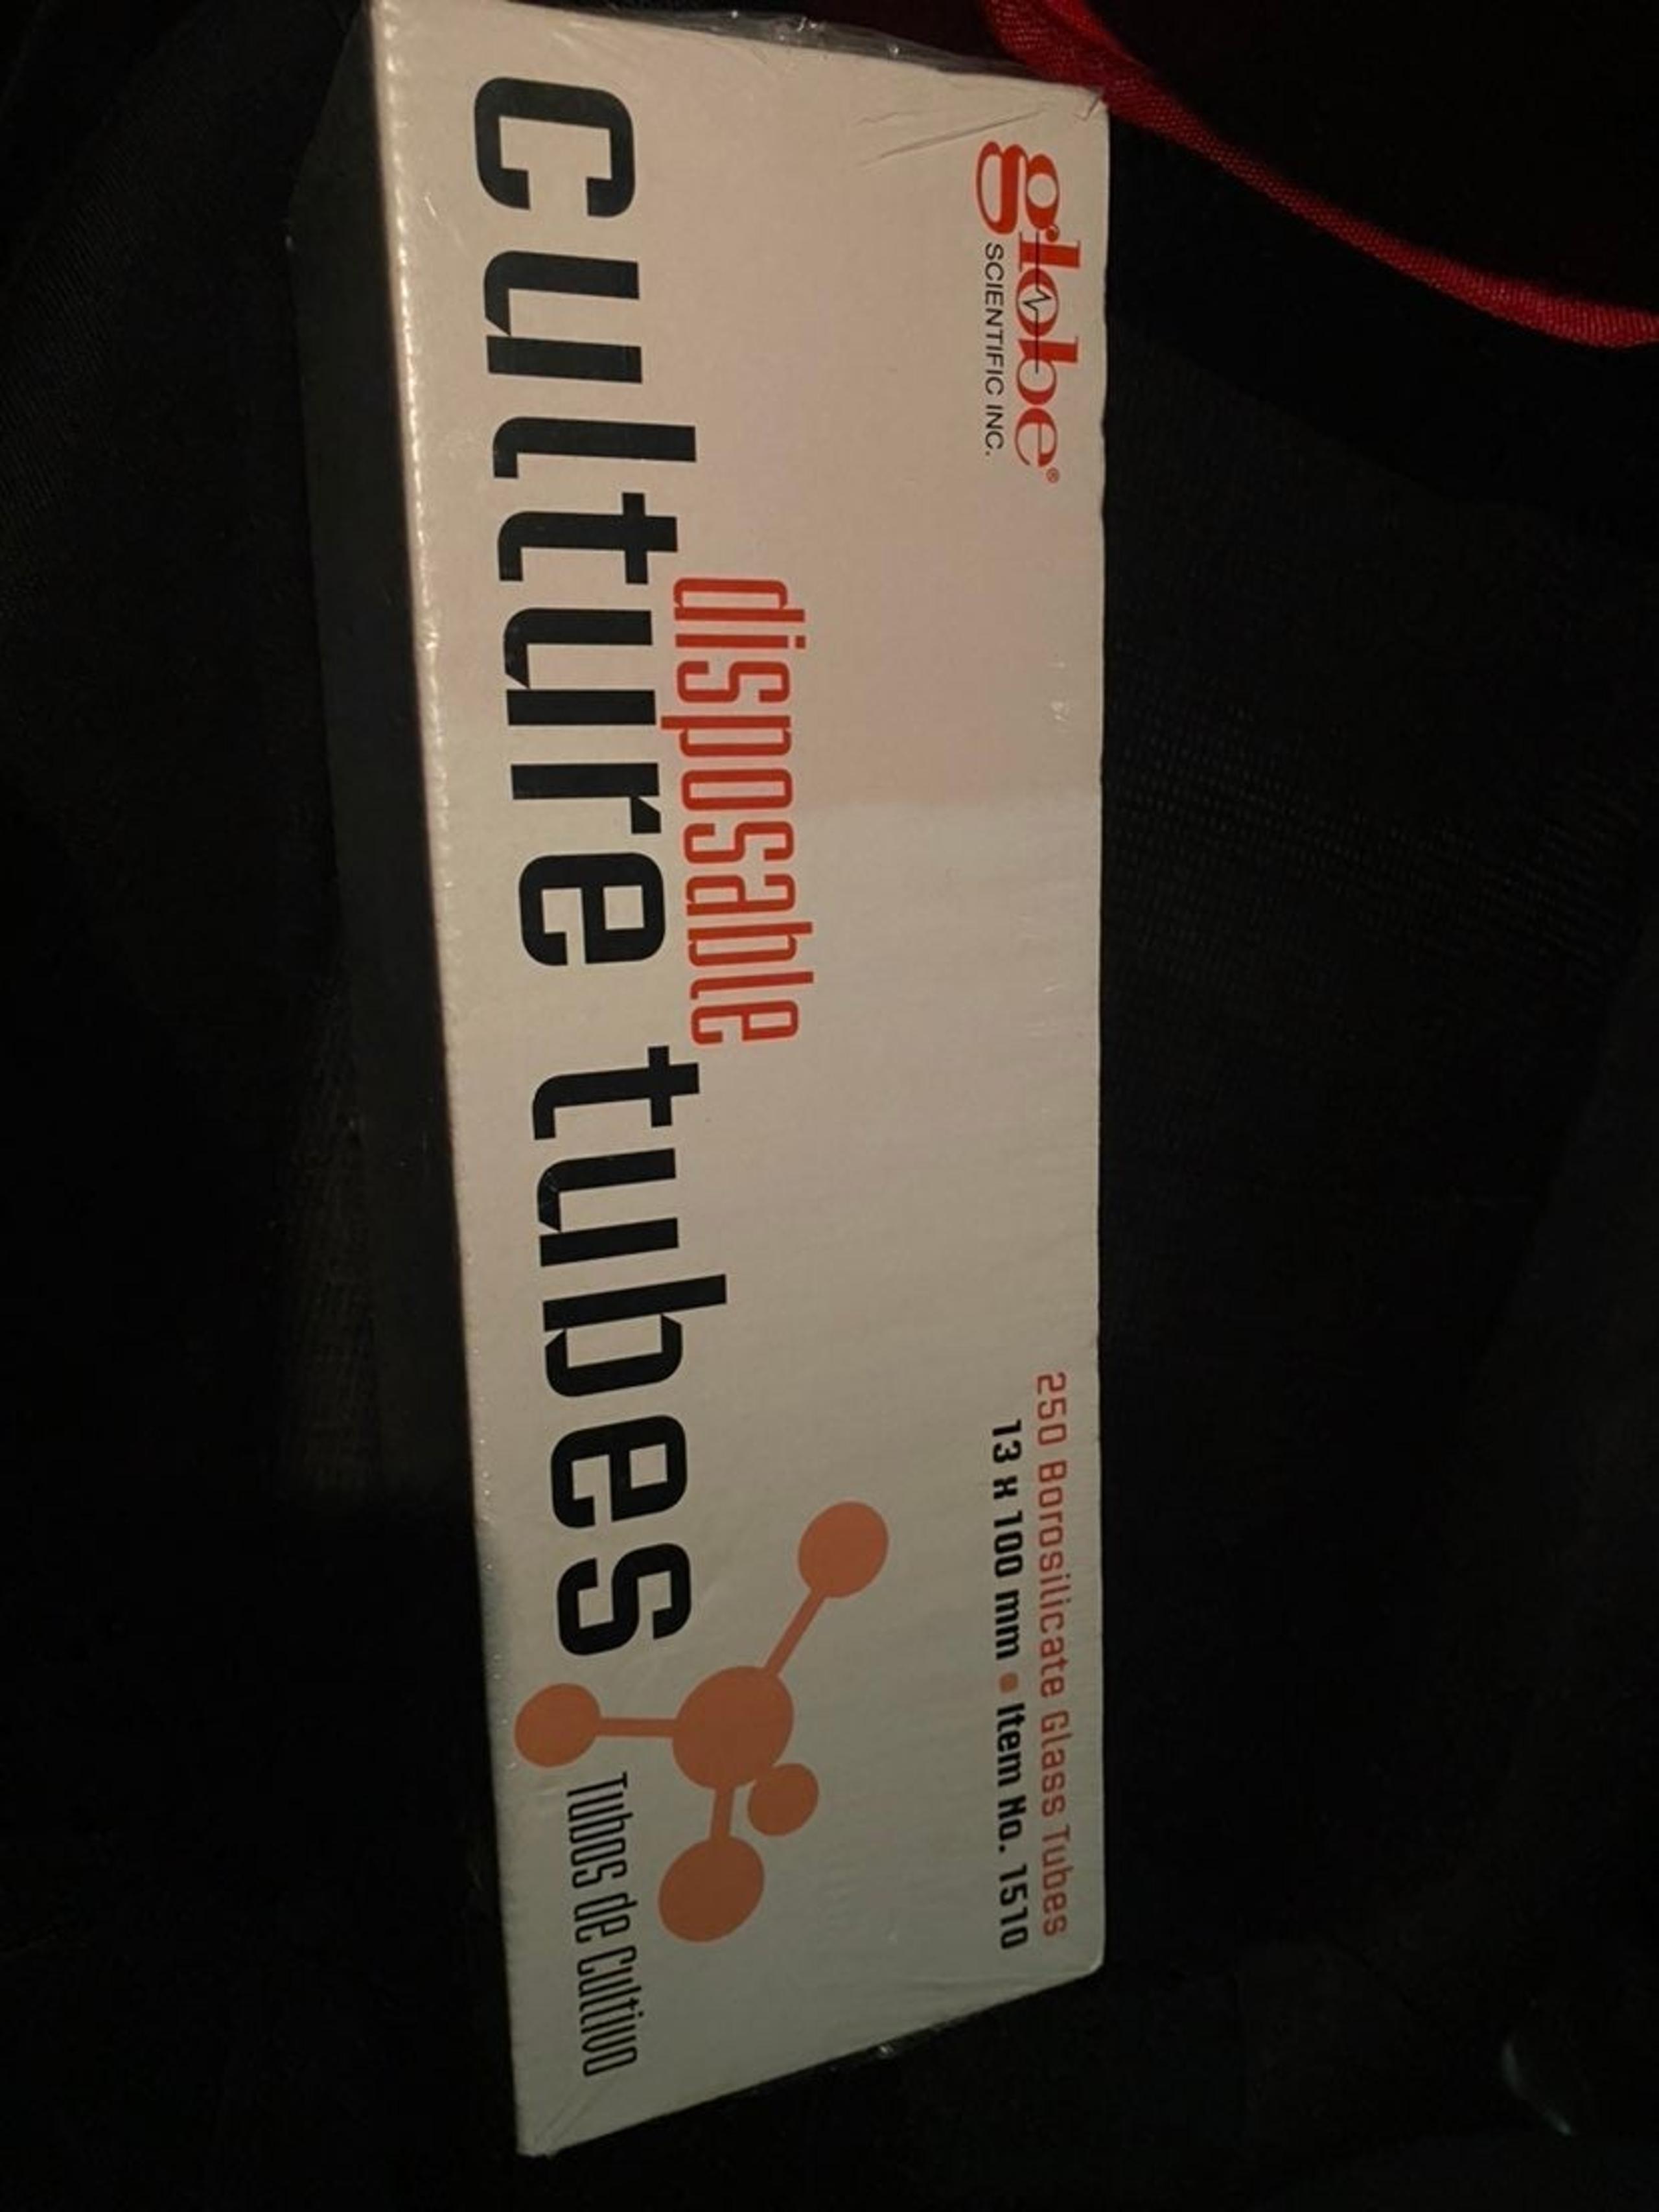 globe®
SCIENTIFIC INC.
250 Borosilicate Glass Tubes
13 x 100 mm • Item No. 1510
disposable
culture tubes
Tubos de Cultivo